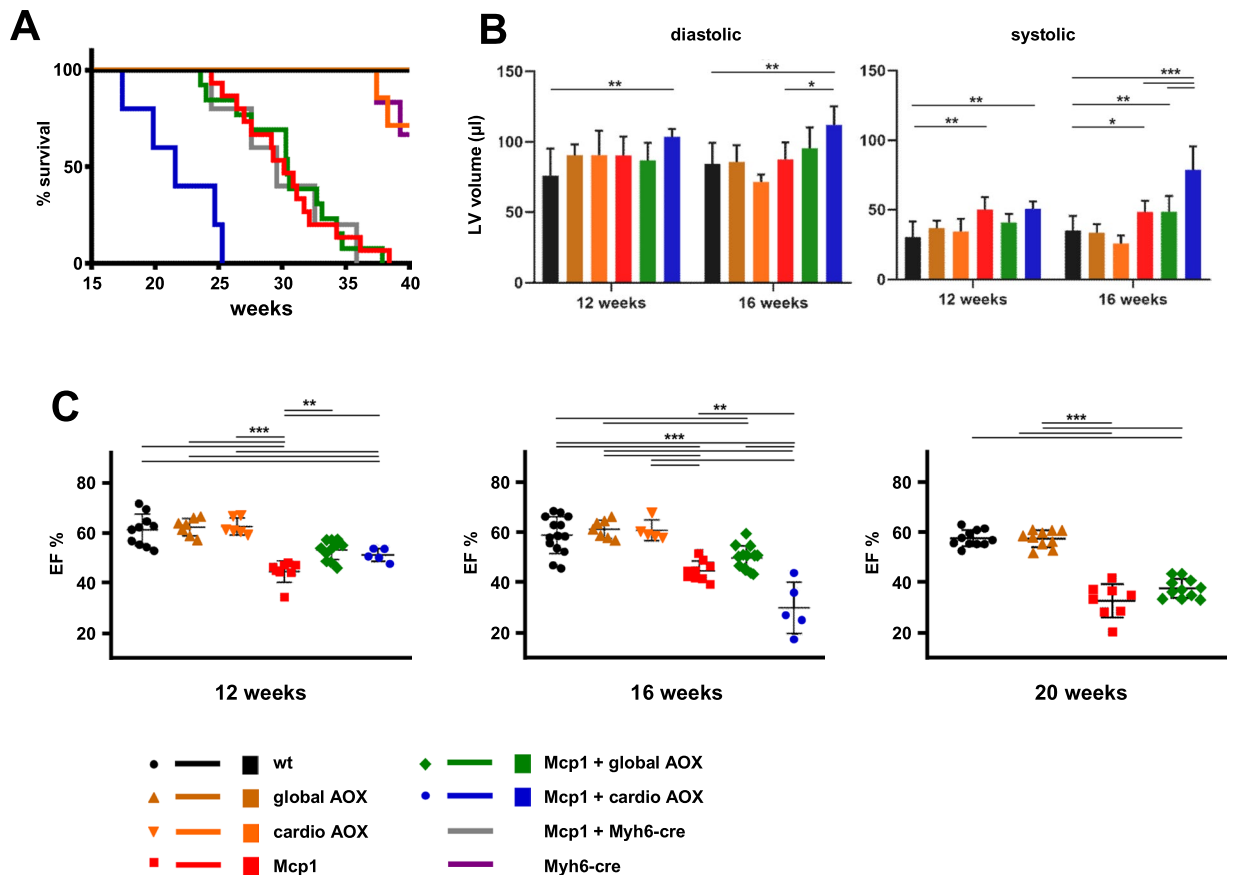 A
B
diastolic
systolic
% survival
100
50
0
15
20
25
30
35
40
weeks
LV volume (µl)
150
100
50
0
**
**
*
12 weeks
16 weeks
150
100
50
0
**
**
***
**
*
12 weeks
16 weeks
C
EF %
80
60
40
20
**
***
12 weeks
EF %
80
60
40
20
**
***
16 weeks
EF %
80
60
40
20
***
20 weeks
wt
global AOX
cardio AOX
Mcp1
Mcp1 + global AOX
Mcp1 + cardio AOX
Mcp1 + Myh6-cre
Myh6-cre